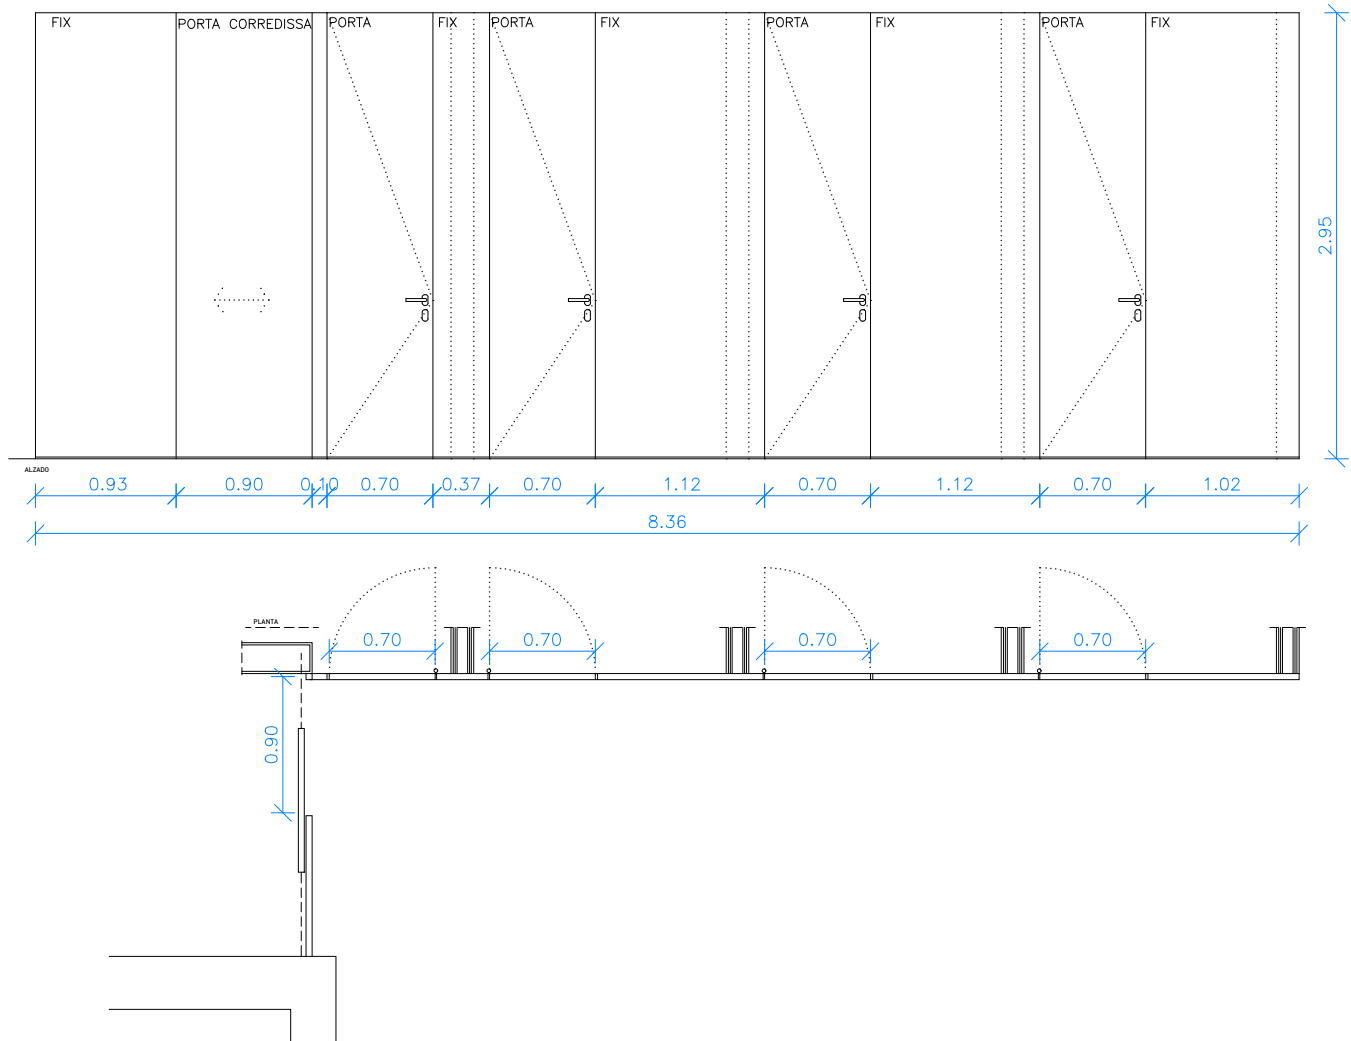 FIX
PORTA CORREDISSA
PORTA
FIX
PORTA
FIX
PORTA
FIX
PORTA
FIX
2.95
ALZADO
0.93
0.90
0.10
0.70
0.37
0.70
1.12
0.70
1.12
0.70
1.02
8.36
PLANTA
0.70
0.70
0.70
0.70
0.90